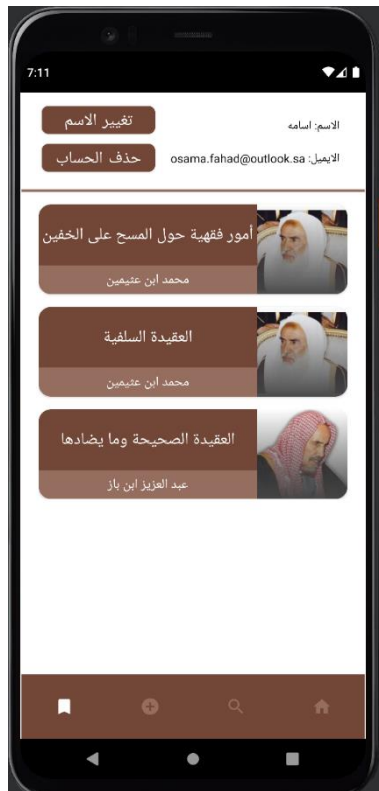 7:11
الاسم: اسامه
تغيير الاسم
الايميل: osama.fahad@outlook.sa
حذف الحساب
أمور فقهية حول المسح على الخفين
محمد ابن عثيمين
العقيدة السلفية
محمد ابن عثيمين
العقيدة الصحيحة وما يضادها
عبد العزيز ابن باز